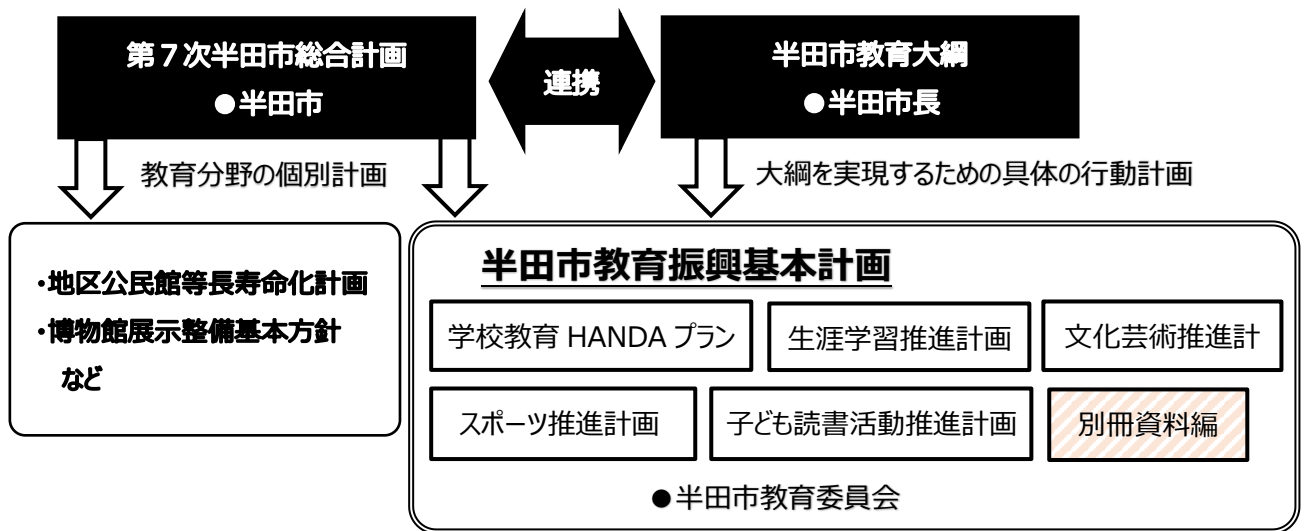 第7次半田市総合計画
●半田市
連携
半田市教育大綱
●半田市長
教育分野の個別計画
大綱を実現するための具体の行動計画
・地区公民館等長寿命化計画
・博物館展示整備基本方針
など
半田市教育振興基本計画
学校教育 HANDA プラン
生涯学習推進計画
文化芸術推進計
スポーツ推進計画
子ども読書活動推進計画
別冊資料編
●半田市教育委員会